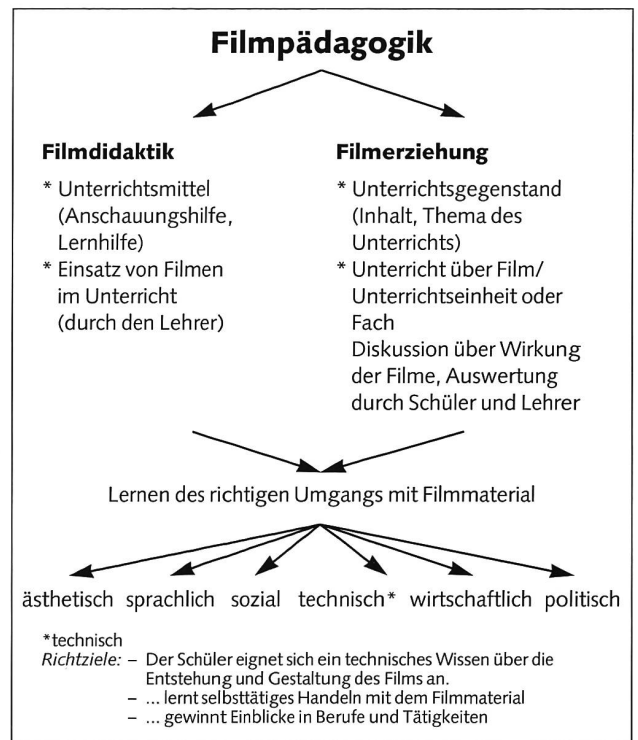 Filmpädagogik
Filmdidaktik
* Unterrichtsmittel
(Anschauungshilfe,
Lernhilfe)
* Einsatz von Filmen
im Unterricht
(durch den Lehrer)
Filmerziehung
* Unterrichtsgegenstand
(Inhalt, Thema des
Unterrichts)
* Unterricht über Film/
Unterrichtseinheit oder
Fach
Diskussion über Wirkung
der Filme, Auswertung
durch Schüler und Lehrer
Lernen des richtigen Umgangs mit Filmmaterial
ästhetisch sprachlich sozial technisch* wirtschaftlich politisch
*technisch
Richtziele: – Der Schüler eignet sich ein technisches Wissen über die
Entstehung und Gestaltung des Films an.
– ... lernt selbsttätiges Handeln mit dem Filmmaterial
– ... gewinnt Einblicke in Berufe und Tätigkeiten